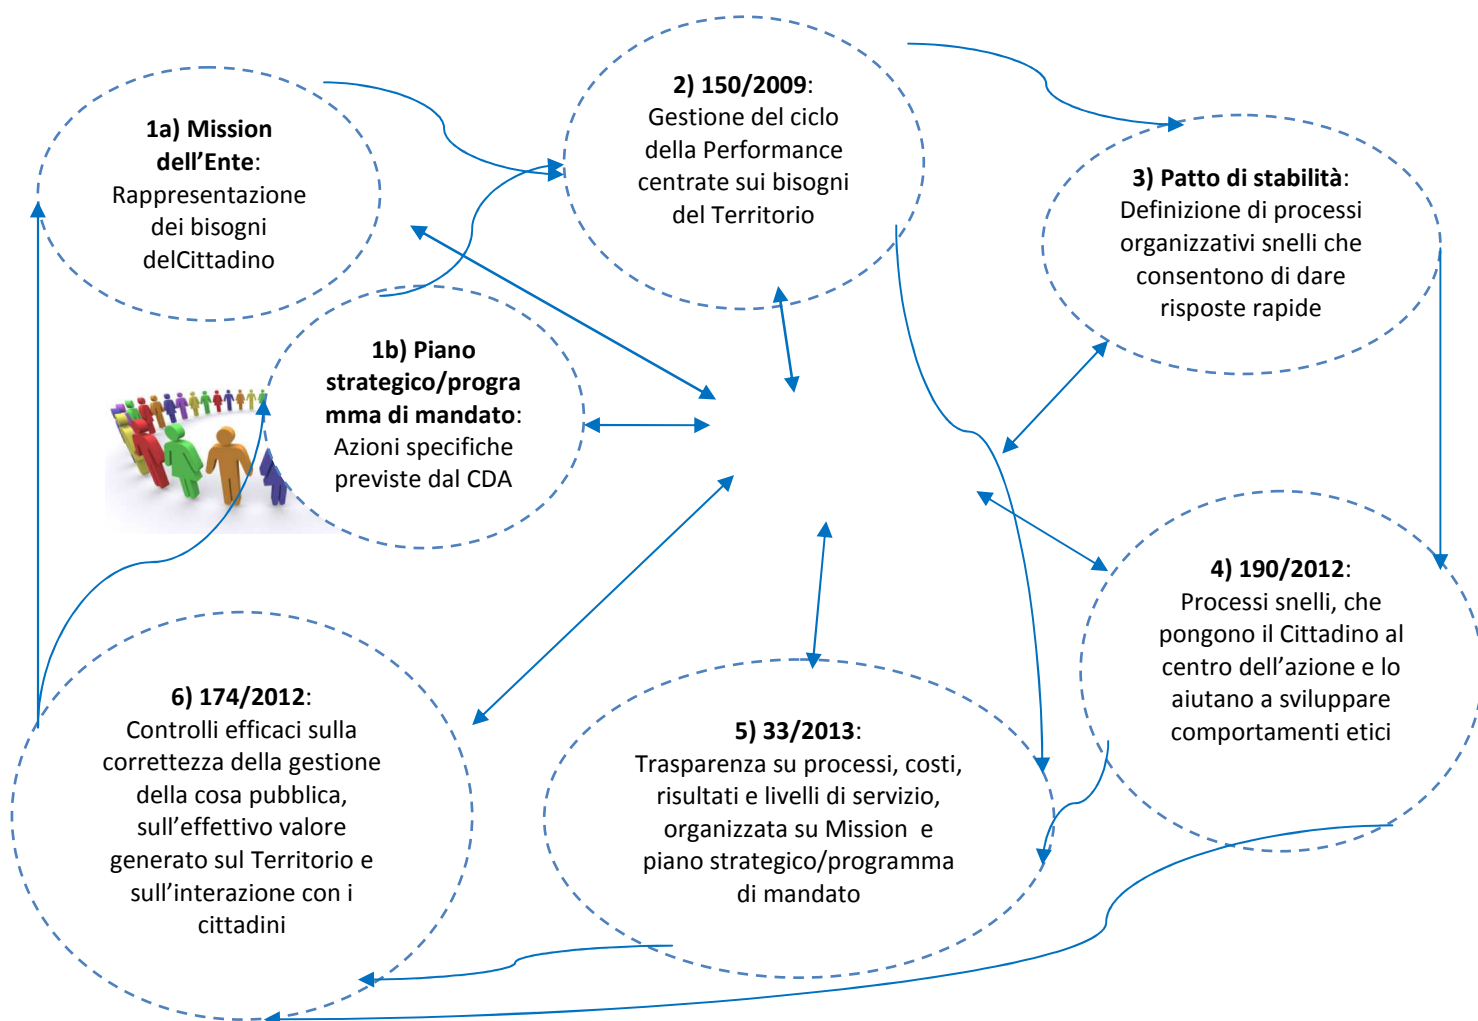 1a) Mission
dell’Ente:
Rappresentazione
dei bisogni
delCittadino
1b) Piano
strategico/progra
mma di mandato:
Azioni specifiche
previste dal CDA
2) 150/2009:
Gestione del ciclo
della Performance
centrate sui bisogni
del Territorio
3) Patto di stabilità:
Definizione di processi
organizzativi snelli che
consentono di dare
risposte rapide
4) 190/2012:
Processi snelli, che
pongono il Cittadino al
centro dell’azione e lo
aiutano a sviluppare
comportamenti etici
5) 33/2013:
Trasparenza su processi, costi,
risultati e livelli di servizio,
organizzata su Mission e
piano strategico/programma
di mandato
6) 174/2012:
Controlli efficaci sulla
correttezza della gestione
della cosa pubblica,
sull’effettivo valore
generato sul Territorio e
sull’interazione con i
cittadini